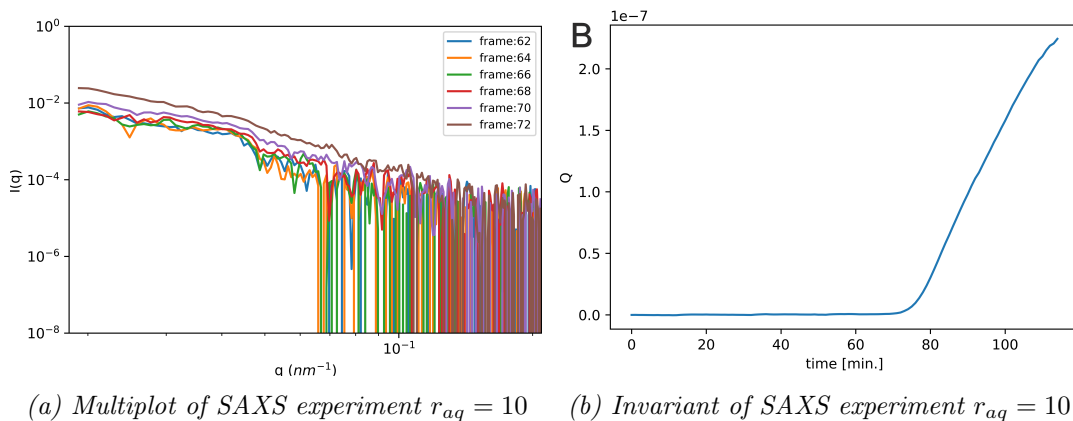 10⁰
10⁻²
10⁻⁴
10⁻⁶
10⁻⁸
I(q)
frame:62
frame:64
frame:66
frame:68
frame:70
frame:72
10⁻¹
q (nm⁻¹)
(a) Multiplot of SAXS experiment r_aq = 10
B
1e-7
2.0
1.5
1.0
0.5
0.0
Q
0 20 40 60 80 100
time [min.]
(b) Invariant of SAXS experiment r_aq = 10